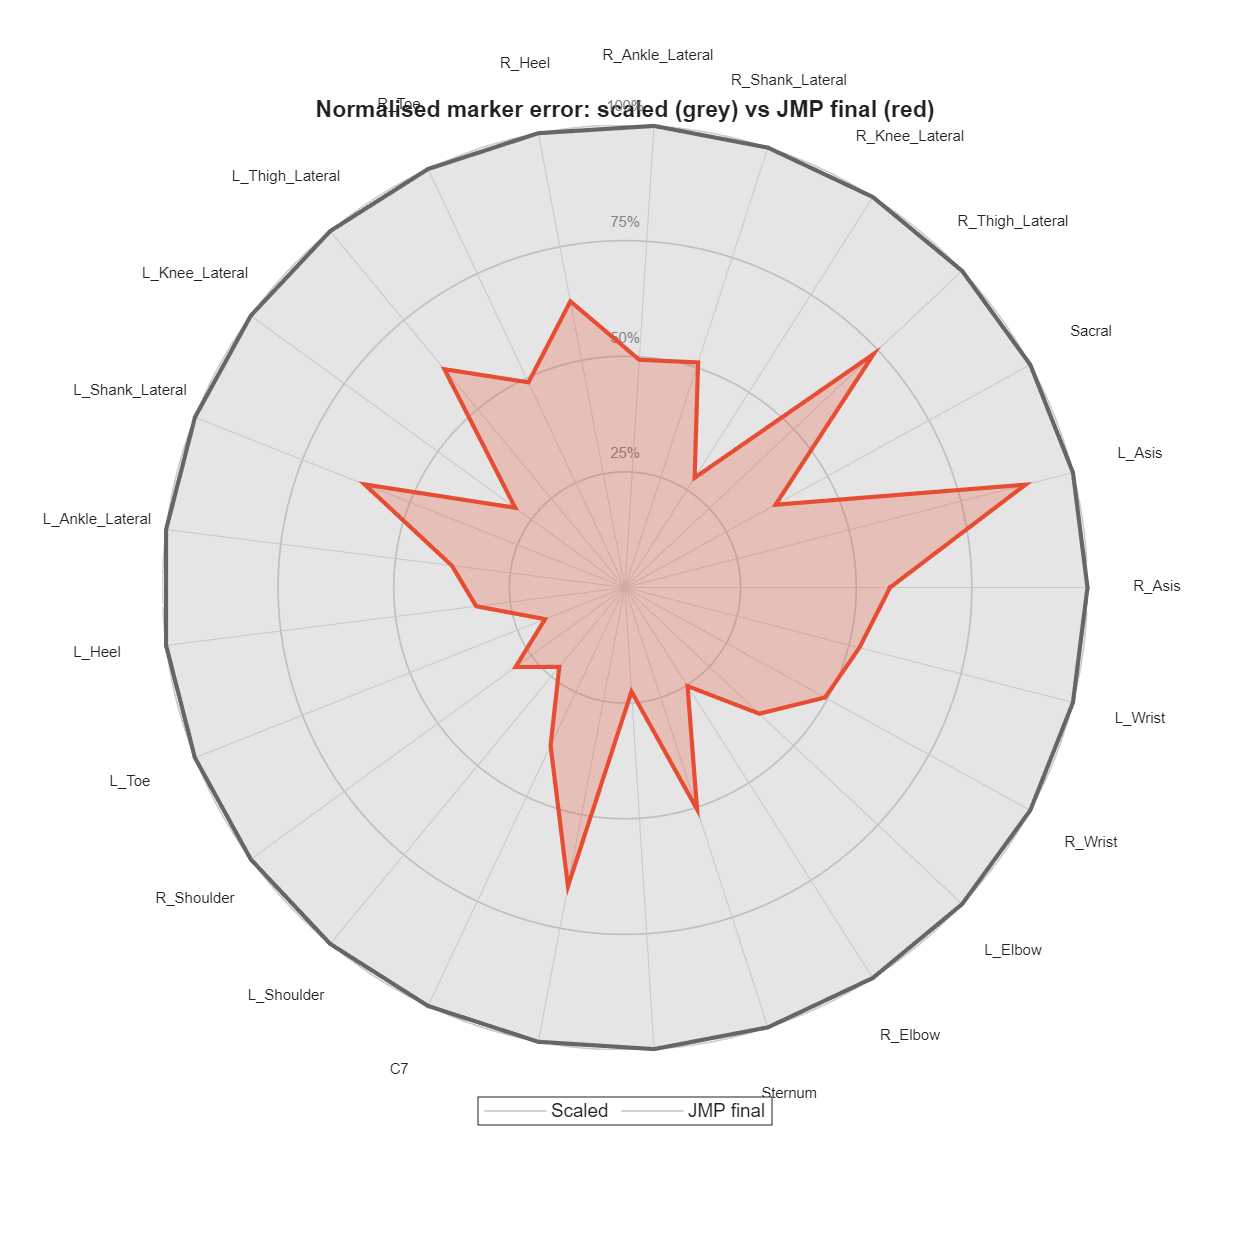 R_Ankle_Lateral
R_Heel
R_Shank_Lateral
R_Toe
Normalised marker error: scaled (grey) vs JMP final (red)
100%
R_Knee_Lateral
L_Thigh_Lateral
R_Thigh_Lateral
75%
L_Knee_Lateral
Sacral
50%
L_Shank_Lateral
L_Asis
25%
L_Ankle_Lateral
R_Asis
L_Heel
L_Wrist
L_Toe
R_Wrist
R_Shoulder
L_Elbow
L_Shoulder
R_Elbow
C7
Sternum
Scaled
JMP final